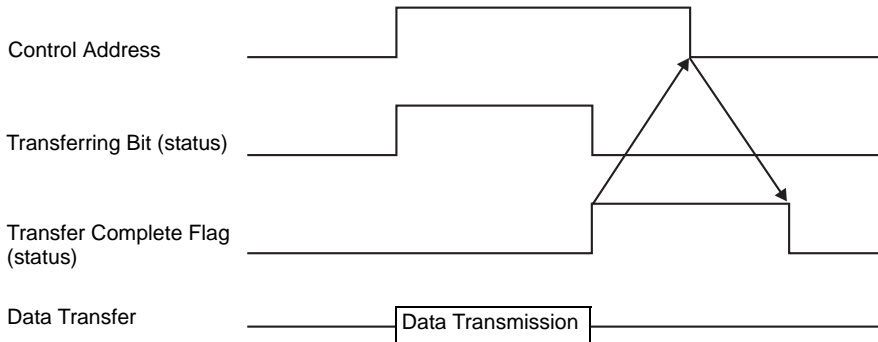 Control Address
Transferring Bit (status)
Transfer Complete Flag
(status)
Data Transfer
Data Transmission